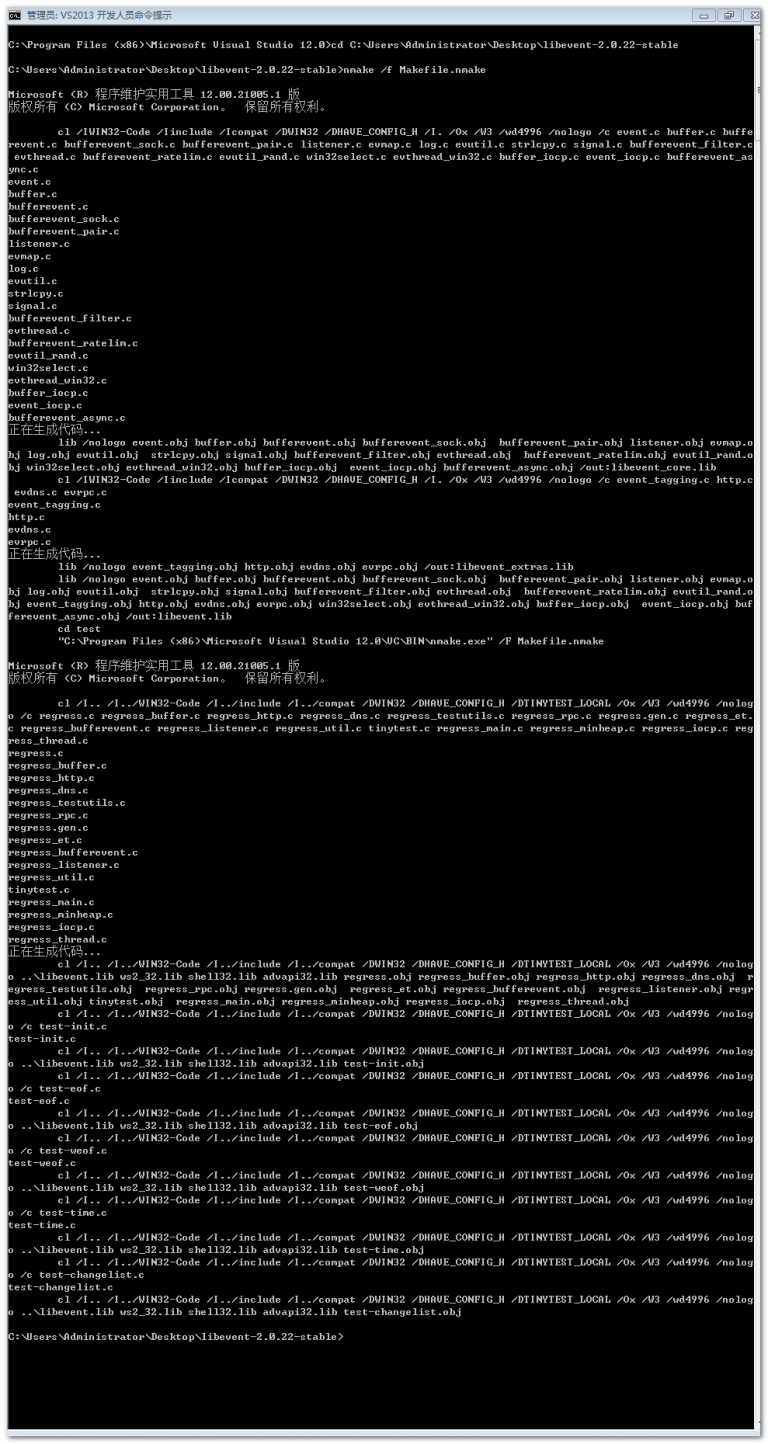 管理员: VS2013 开发人员命令提示
C:\Program Files (x86)\Microsoft Visual Studio 12.0>cd C:\Users\Administrator\Desktop\libevent-2.0.22-stable
C:\Users\Administrator\Desktop\libevent-2.0.22-stable>nmake /f Makefile.nmake
Microsoft (R) 程序维护实用工具 12.00.21005.1 版
版权所有 (C) Microsoft Corporation。  保留所有权利。
cl /IWIN32-Code /Iinclude /Icompat /DWIN32 /DHAVE_CONFIG_H /I. /Ox /W3 /wd4996 /nologo /c event.c buffer.c buffe
revent.c bufferevent_sock.c bufferevent_pair.c listener.c evmap.c log.c evutil.c strlcpy.c signal.c bufferevent_filter.c
evthread.c bufferevent_ratelim.c evutil_rand.c win32select.c evthread_win32.c buffer_iocp.c event_iocp.c bufferevent_as
ync.c
event.c
buffer.c
bufferevent.c
bufferevent_sock.c
bufferevent_pair.c
listener.c
evmap.c
log.c
evutil.c
strlcpy.c
signal.c
bufferevent_filter.c
evthread.c
bufferevent_ratelim.c
evutil_rand.c
win32select.c
evthread_win32.c
buffer_iocp.c
event_iocp.c
bufferevent_async.c
正在生成代码...
lib /nologo event.obj buffer.obj bufferevent.obj bufferevent_sock.obj  bufferevent_pair.obj listener.obj evmap.o
bj log.obj evutil.obj  strlcpy.obj signal.obj bufferevent_filter.obj evthread.obj  bufferevent_ratelim.obj evutil_rand.o
bj win32select.obj evthread_win32.obj buffer_iocp.obj  event_iocp.obj bufferevent_async.obj /out:libevent_core.lib
cl /IWIN32-Code /Iinclude /Icompat /DWIN32 /DHAVE_CONFIG_H /I. /Ox /W3 /wd4996 /nologo /c event_tagging.c http.c
evdns.c evrpc.c
event_tagging.c
http.c
evdns.c
evrpc.c
正在生成代码...
lib /nologo event_tagging.obj http.obj evdns.obj evrpc.obj /out:libevent_extras.lib
lib /nologo event.obj buffer.obj bufferevent.obj bufferevent_sock.obj  bufferevent_pair.obj listener.obj evmap.o
bj log.obj evutil.obj  strlcpy.obj signal.obj bufferevent_filter.obj evthread.obj  bufferevent_ratelim.obj evutil_rand.o
bj event_tagging.obj http.obj evdns.obj evrpc.obj win32select.obj evthread_win32.obj buffer_iocp.obj  event_iocp.obj buf
ferevent_async.obj /out:libevent.lib
cd test
"C:\Program Files (x86)\Microsoft Visual Studio 12.0\VC\BIN\nmake.exe" /F Makefile.nmake
Microsoft (R) 程序维护实用工具 12.00.21005.1 版
版权所有 (C) Microsoft Corporation。  保留所有权利。
cl /I.. /I../WIN32-Code /I../include /I../compat /DWIN32 /DHAVE_CONFIG_H /DTINYTEST_LOCAL /Ox /W3 /wd4996 /nolog
o /c regress.c regress_buffer.c regress_http.c regress_dns.c regress_testutils.c regress_rpc.c regress.gen.c regress_et.
c regress_bufferevent.c regress_listener.c regress_util.c tinytest.c regress_main.c regress_minheap.c regress_iocp.c reg
ress_thread.c
regress.c
regress_buffer.c
regress_http.c
regress_dns.c
regress_testutils.c
regress_rpc.c
regress.gen.c
regress_et.c
regress_bufferevent.c
regress_listener.c
regress_util.c
tinytest.c
regress_main.c
regress_minheap.c
regress_iocp.c
regress_thread.c
正在生成代码...
cl /I.. /I../WIN32-Code /I../include /I../compat /DWIN32 /DHAVE_CONFIG_H /DTINYTEST_LOCAL /Ox /W3 /wd4996 /nolog
o ..\libevent.lib ws2_32.lib shell32.lib advapi32.lib regress.obj regress_buffer.obj regress_http.obj regress_dns.obj  r
egress_testutils.obj  regress_rpc.obj regress.gen.obj  regress_et.obj regress_bufferevent.obj  regress_listener.obj regr
ess_util.obj tinytest.obj  regress_main.obj regress_minheap.obj regress_iocp.obj  regress_thread.obj
cl /I.. /I../WIN32-Code /I../include /I../compat /DWIN32 /DHAVE_CONFIG_H /DTINYTEST_LOCAL /Ox /W3 /wd4996 /nolog
o /c test-init.c
test-init.c
cl /I.. /I../WIN32-Code /I../include /I../compat /DWIN32 /DHAVE_CONFIG_H /DTINYTEST_LOCAL /Ox /W3 /wd4996 /nolog
o ..\libevent.lib ws2_32.lib shell32.lib advapi32.lib test-init.obj
cl /I.. /I../WIN32-Code /I../include /I../compat /DWIN32 /DHAVE_CONFIG_H /DTINYTEST_LOCAL /Ox /W3 /wd4996 /nolog
o /c test-eof.c
test-eof.c
cl /I.. /I../WIN32-Code /I../include /I../compat /DWIN32 /DHAVE_CONFIG_H /DTINYTEST_LOCAL /Ox /W3 /wd4996 /nolog
o ..\libevent.lib ws2_32.lib shell32.lib advapi32.lib test-eof.obj
cl /I.. /I../WIN32-Code /I../include /I../compat /DWIN32 /DHAVE_CONFIG_H /DTINYTEST_LOCAL /Ox /W3 /wd4996 /nolog
o /c test-weof.c
test-weof.c
cl /I.. /I../WIN32-Code /I../include /I../compat /DWIN32 /DHAVE_CONFIG_H /DTINYTEST_LOCAL /Ox /W3 /wd4996 /nolog
o ..\libevent.lib ws2_32.lib shell32.lib advapi32.lib test-weof.obj
cl /I.. /I../WIN32-Code /I../include /I../compat /DWIN32 /DHAVE_CONFIG_H /DTINYTEST_LOCAL /Ox /W3 /wd4996 /nolog
o /c test-time.c
test-time.c
cl /I.. /I../WIN32-Code /I../include /I../compat /DWIN32 /DHAVE_CONFIG_H /DTINYTEST_LOCAL /Ox /W3 /wd4996 /nolog
o ..\libevent.lib ws2_32.lib shell32.lib advapi32.lib test-time.obj
cl /I.. /I../WIN32-Code /I../include /I../compat /DWIN32 /DHAVE_CONFIG_H /DTINYTEST_LOCAL /Ox /W3 /wd4996 /nolog
o /c test-changelist.c
test-changelist.c
cl /I.. /I../WIN32-Code /I../include /I../compat /DWIN32 /DHAVE_CONFIG_H /DTINYTEST_LOCAL /Ox /W3 /wd4996 /nolog
o ..\libevent.lib ws2_32.lib shell32.lib advapi32.lib test-changelist.obj
C:\Users\Administrator\Desktop\libevent-2.0.22-stable>